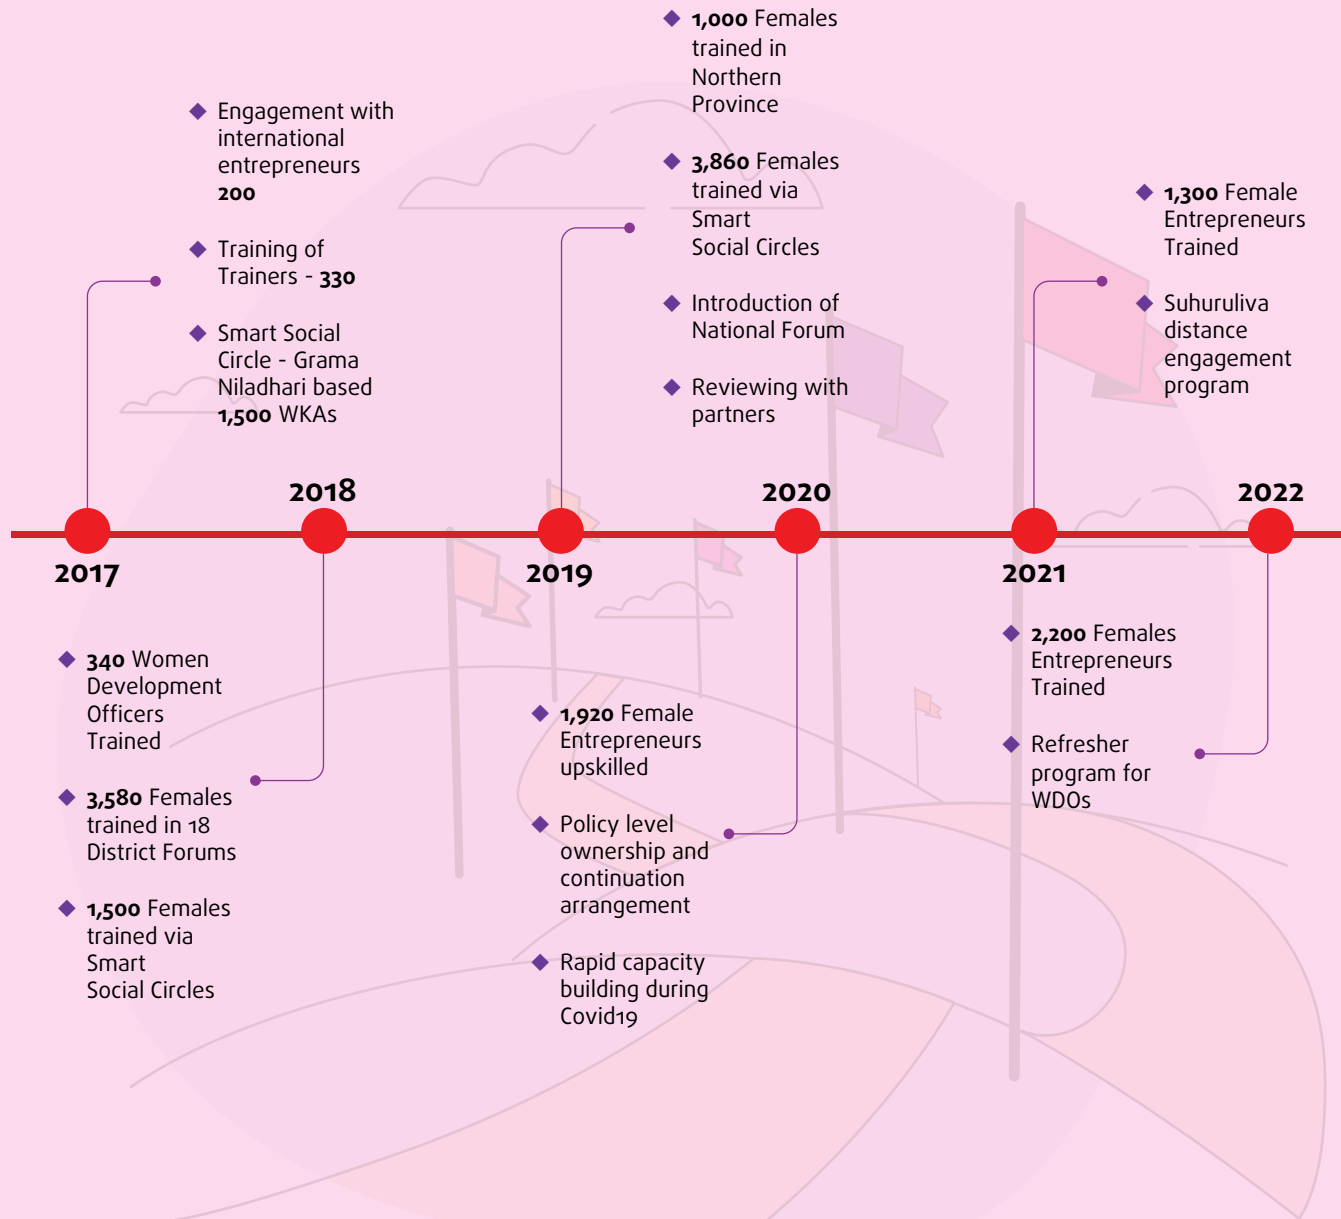 Engagement with
international
entrepreneurs
200
Training of
Trainers - 330
Smart Social
Circle - Grama
Niladhari based
1,500 WKAs
1,000 Females
trained in
Northern
Province
3,860 Females
trained via
Smart
Social Circles
Introduction of
National Forum
Reviewing with
partners
1,300 Female
Entrepreneurs
Trained
Suhuruliva
distance
engagement
program
2017
2018
2019
2020
2021
2022
340 Women
Development
Officers
Trained
3,580 Females
trained in 18
District Forums
1,500 Females
trained via
Smart
Social Circles
1,920 Female
Entrepreneurs
upskilled
Policy level
ownership and
continuation
arrangement
Rapid capacity
building during
Covid19
2,200 Females
Entrepreneurs
Trained
Refresher
program for
WDOs